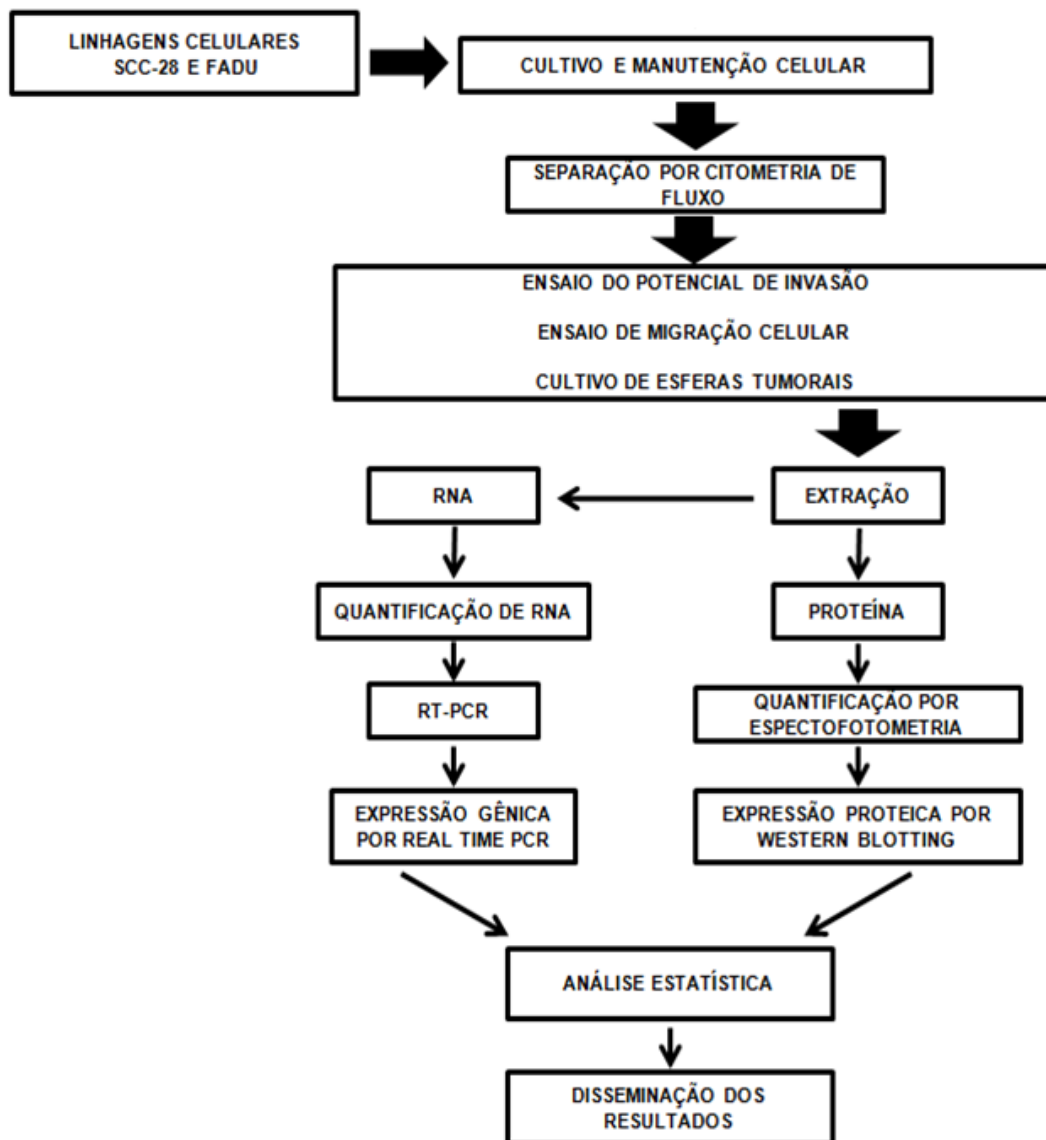 LINHAGENS CELULARES
SCC-28 E FADU
CULTIVO E MANUTENÇÃO CELULAR
SEPARAÇÃO POR CITOMETRIA DE
FLUXO
ENSAIO DO POTENCIAL DE INVASÃO
ENSAIO DE MIGRAÇÃO CELULAR
CULTIVO DE ESFERAS TUMORAIS
RNA
EXTRAÇÃO
QUANTIFICAÇÃO DE RNA
PROTEÍNA
RT-PCR
QUANTIFICAÇÃO POR
ESPECTOFOTOMETRIA
EXPRESSÃO GÊNICA
POR REAL TIME PCR
EXPRESSÃO PROTEICA POR
WESTERN BLOTTING
ANÁLISE ESTATÍSTICA
DISSEMINAÇÃO DOS
RESULTADOS